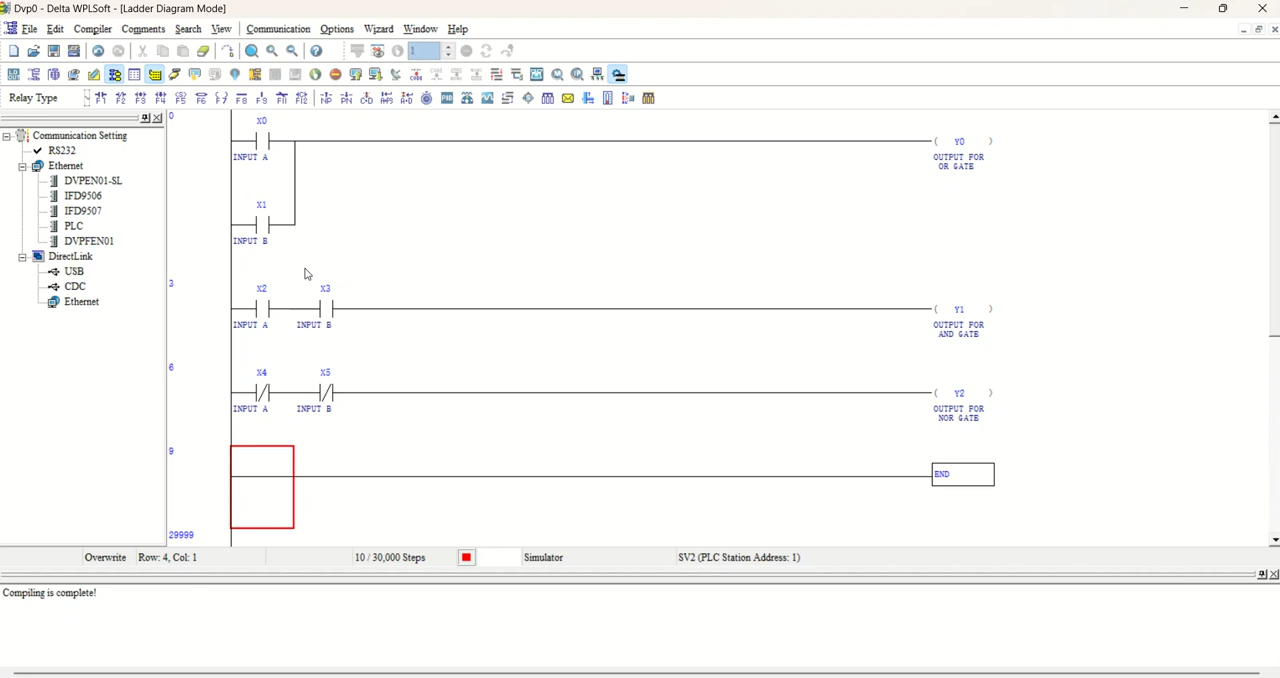 Dvp0 - Delta WPLSoft - [Ladder Diagram Mode]
File Edit Compiler Comments Search View Communication Options Wizard Window Help
1
Relay Type
Communication Setting
RS232
Ethernet
DVPEN01-SL
IFD9506
IFD9507
PLC
DVPFEN01
DirectLink
USB
CDC
Ethernet
0
X0
Y0
INPUT A
OUTPUT FOR
OR GATE
X1
INPUT B
3
X2 X3
Y1
INPUT A INPUT B
OUTPUT FOR
AND GATE
6
X4 X5
Y2
INPUT A INPUT B
OUTPUT FOR
NOR GATE
9
END
29999
Overwrite Row: 4, Col: 1 10 / 30,000 Steps Simulator SV2 (PLC Station Address: 1)
Compiling is complete!